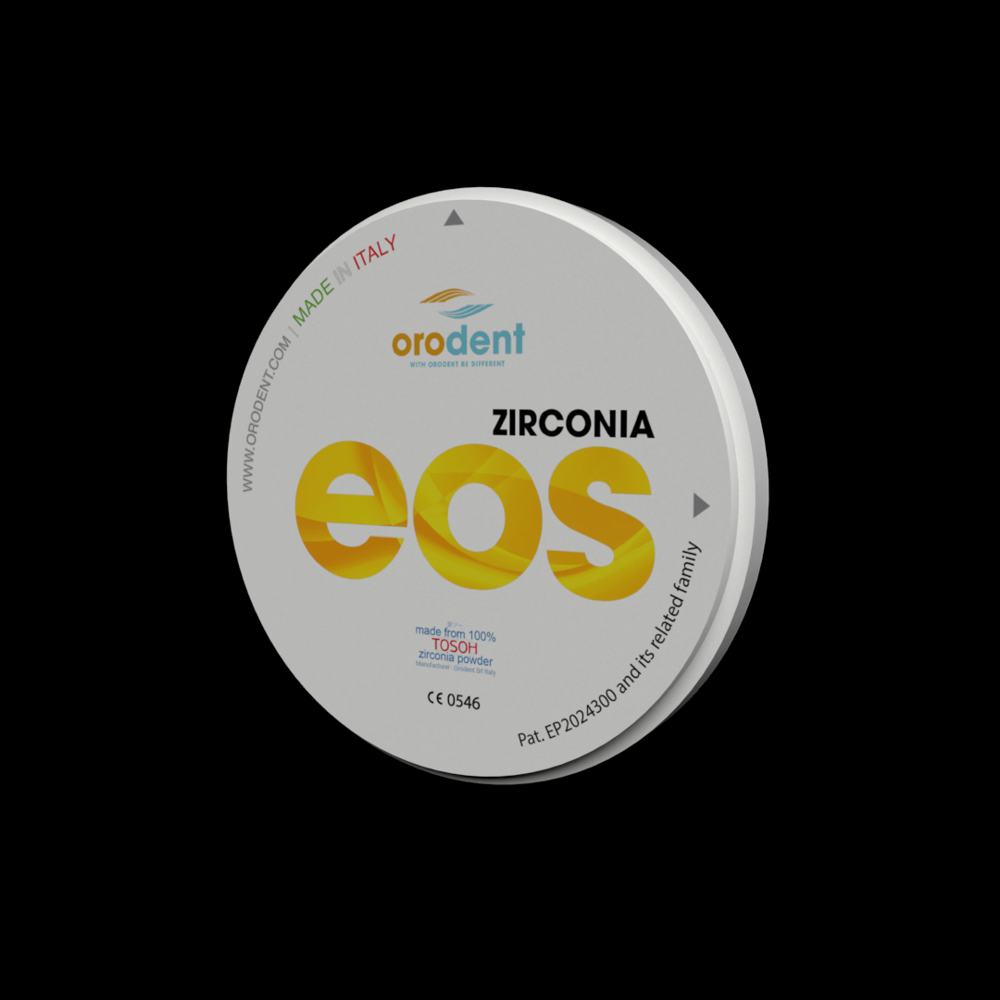 WWW.ORODENT.COM | MADE IN ITALY
orodent
WITH ORODENT BE DIFFERENT
ZIRCONIA
eos
made from 100%
TOSOH
zirconia powder
Manufacturer : Orodent Srl Italy
CE 0546
Pat. EP2024300 and its related family